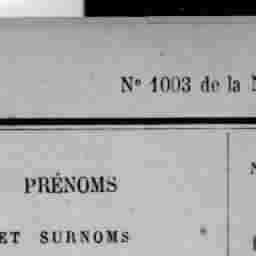 Nº 1003 de la
PRÉNOMS
ET SURNOMS